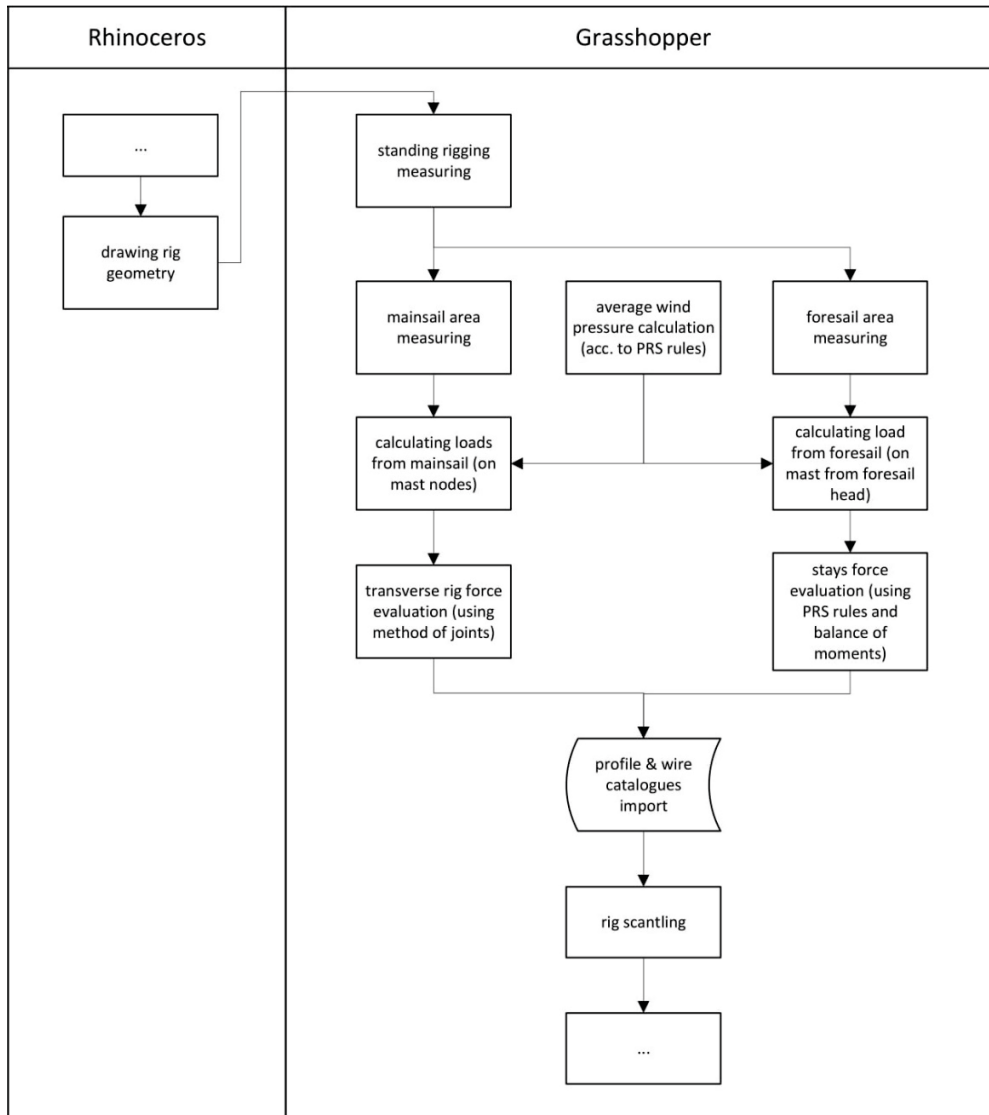 Rhinoceros
Grasshopper
...
drawing rig
geometry
standing rigging
measuring
mainsail area
measuring
average wind
pressure calculation
(acc. to PRS rules)
foresail area
measuring
calculating loads
from mainsail (on
mast nodes)
calculating load
from foresail (on
mast from foresail
head)
transverse rig force
evaluation (using
method of joints)
stays force
evaluation (using
PRS rules and
balance of
moments)
profile & wire
catalogues
import
rig scantling
...